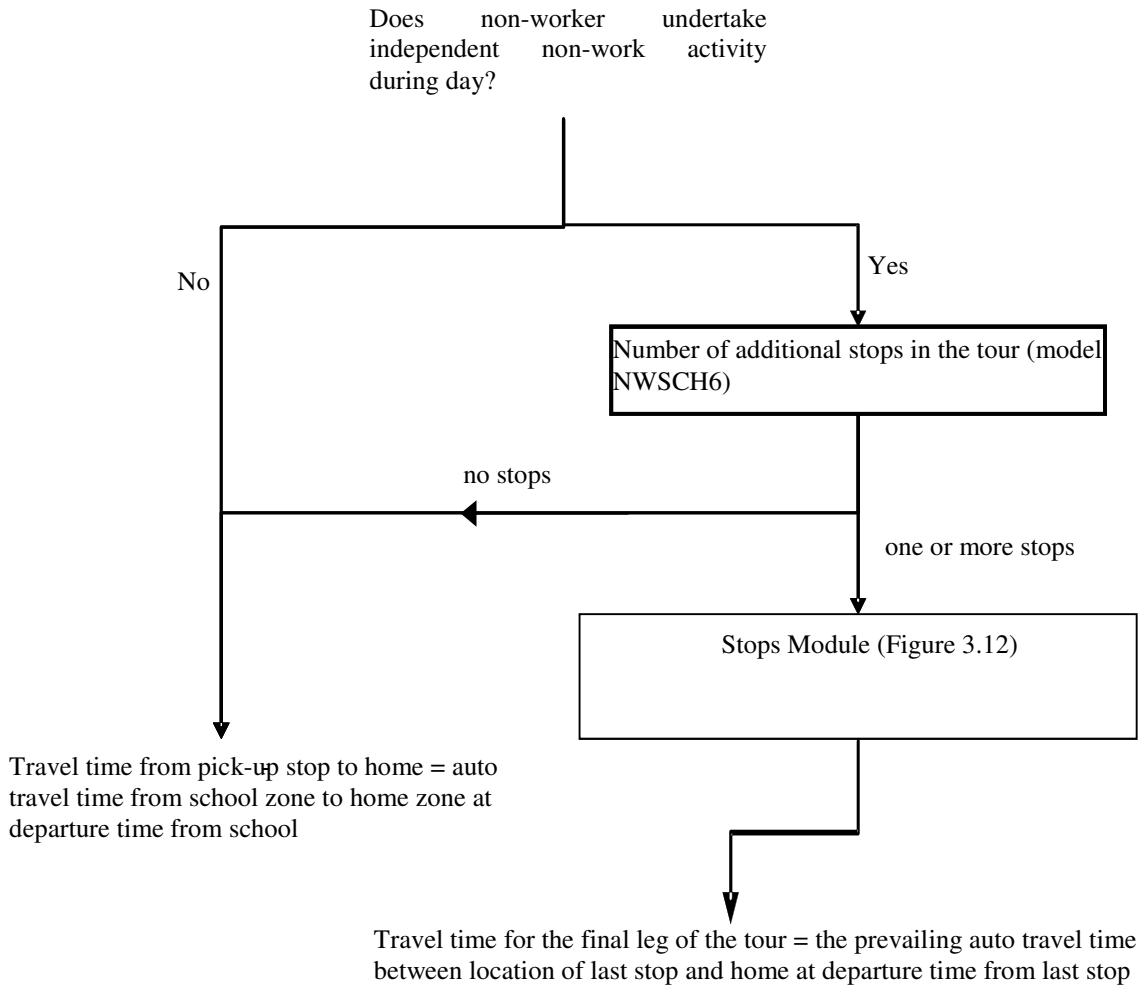 Does non-worker undertake
independent non-work activity
during day?
No
Yes
Number of additional stops in the tour (model
NWSCH6)
no stops
one or more stops
Stops Module (Figure 3.12)
Travel time from pick-up stop to home = auto
travel time from school zone to home zone at
departure time from school
Travel time for the final leg of the tour = the prevailing auto travel time
between location of last stop and home at departure time from last stop